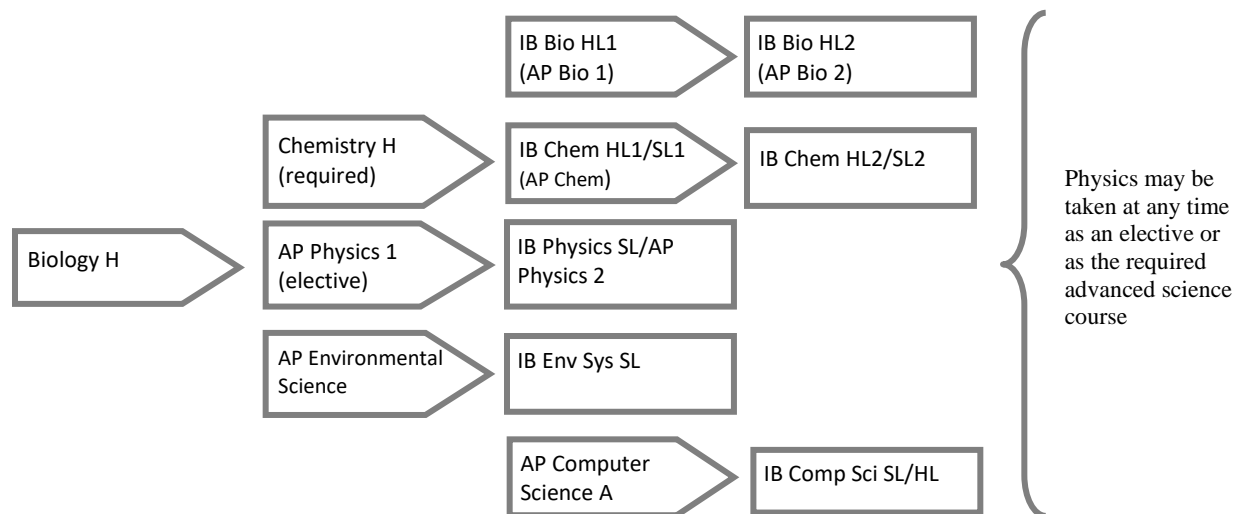 IB Bio HL1
(AP Bio 1)
IB Bio HL2
(AP Bio 2)
Chemistry H
(required)
IB Chem HL1/SL1
(AP Chem)
IB Chem HL2/SL2
Biology H
AP Physics 1
(elective)
IB Physics SL/AP
Physics 2
AP Environmental
Science
IB Env Sys SL
AP Computer
Science A
IB Comp Sci SL/HL
Physics may be
taken at any time
as an elective or
as the required
advanced science
course